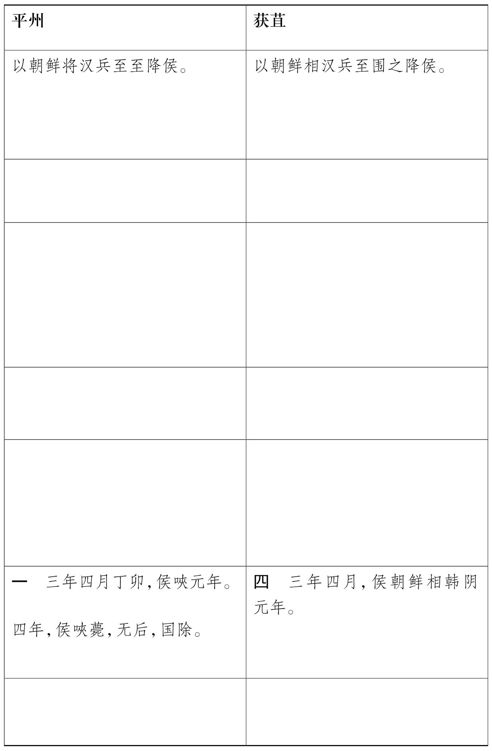 平州
获苴
以朝鲜将汉兵至至降侯。
以朝鲜相汉兵至围之降侯。
一 三年四月丁卯,侯唊元年。
四年,侯唊薨,无后,国除。
四 三年四月,侯朝鲜相韩阴
元年。